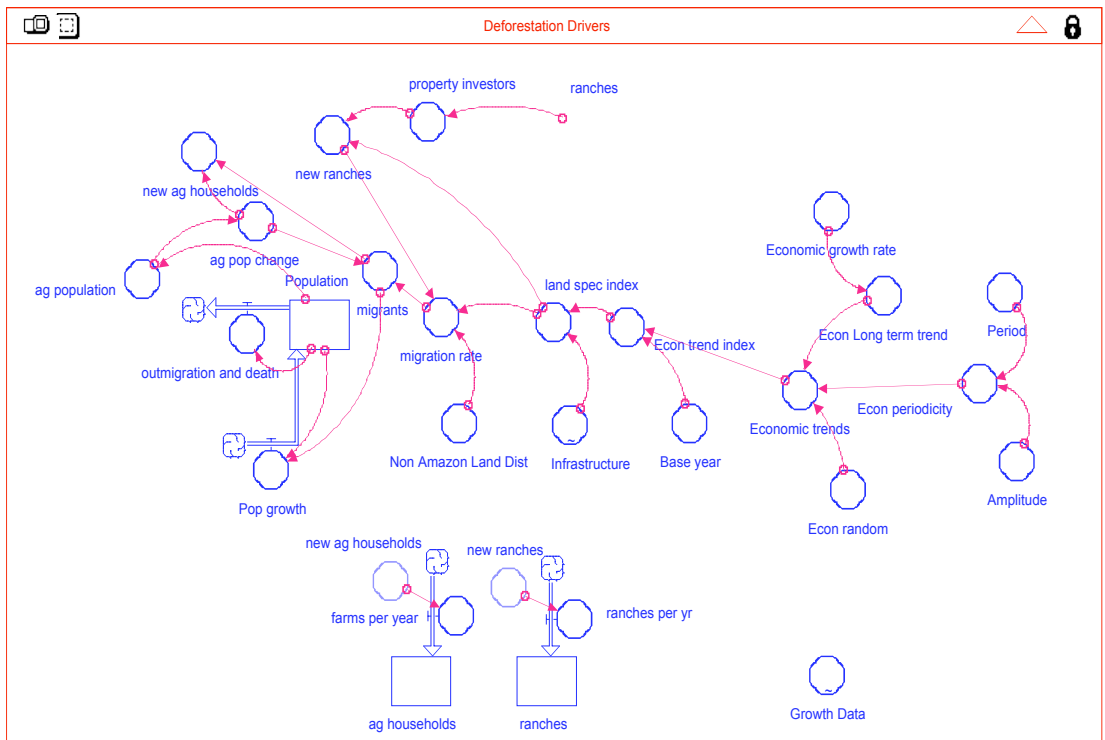 Deforestation Drivers
property investors
ranches
new ranches
new ag households
Economic growth rate
ag pop change
ag population
Population
land spec index
migrants
Econ Long term trend
Period
migration rate
Econ trend index
outmigration and death
Econ periodicity
Economic trends
Non Amazon Land Dist
Infrastructure
Base year
Pop growth
Amplitude
Econ random
new ag households
new ranches
farms per year
ranches per yr
ag households
ranches
Growth Data